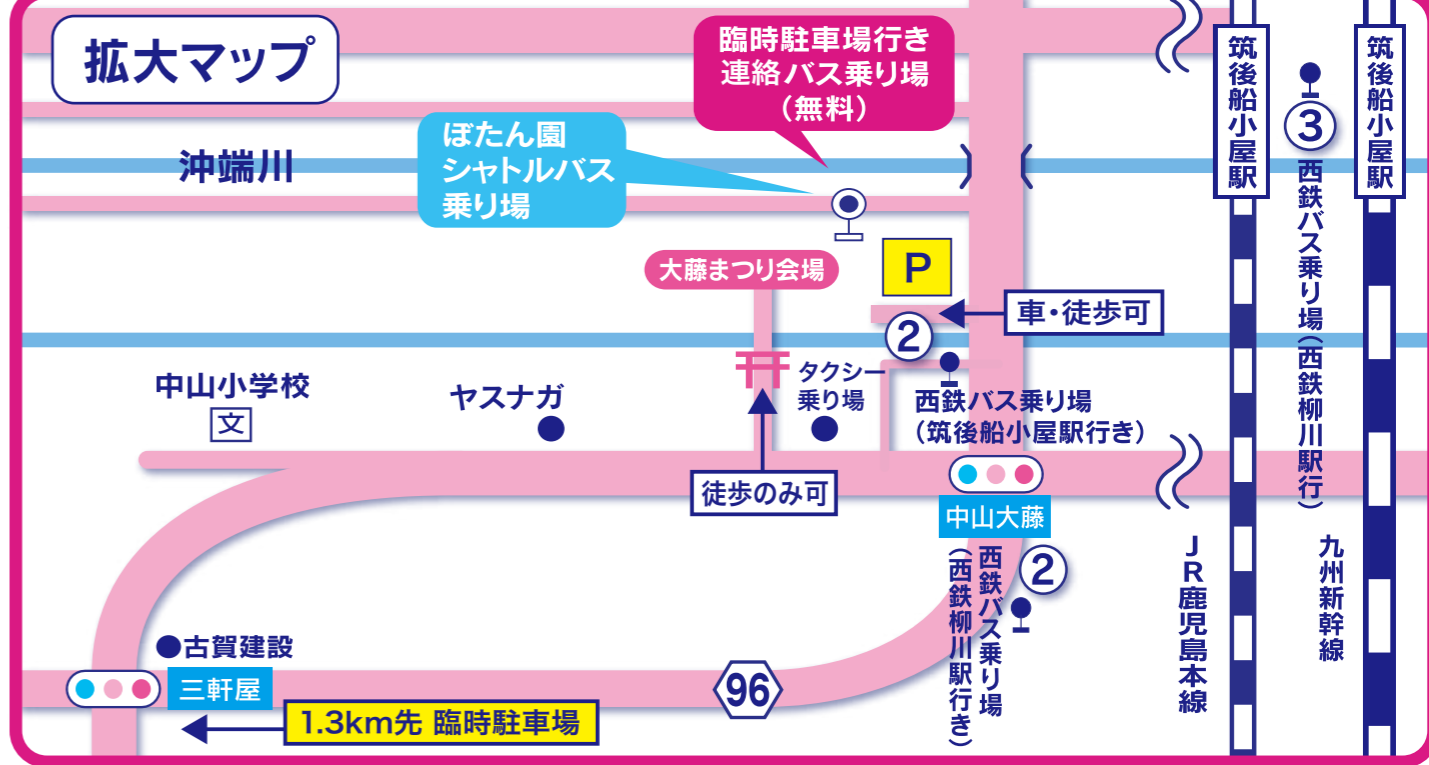 拡大マップ
臨時駐車場行き
連絡バス乗り場
（無料）
ぼたん園
シャトルバス
乗り場
沖端川
筑後船小屋駅
③
西鉄バス乗り場（西鉄柳川駅行）
筑後船小屋駅
大藤まつり会場
P
車・徒歩可
②
中山小学校
文
ヤスナガ
タクシー
乗り場
西鉄バス乗り場
（筑後船小屋駅行き）
徒歩のみ可
中山大藤
②
西鉄バス乗り場
（西鉄柳川駅行き）
JR鹿児島本線
九州新幹線
古賀建設
三軒屋
96
1.3km先 臨時駐車場